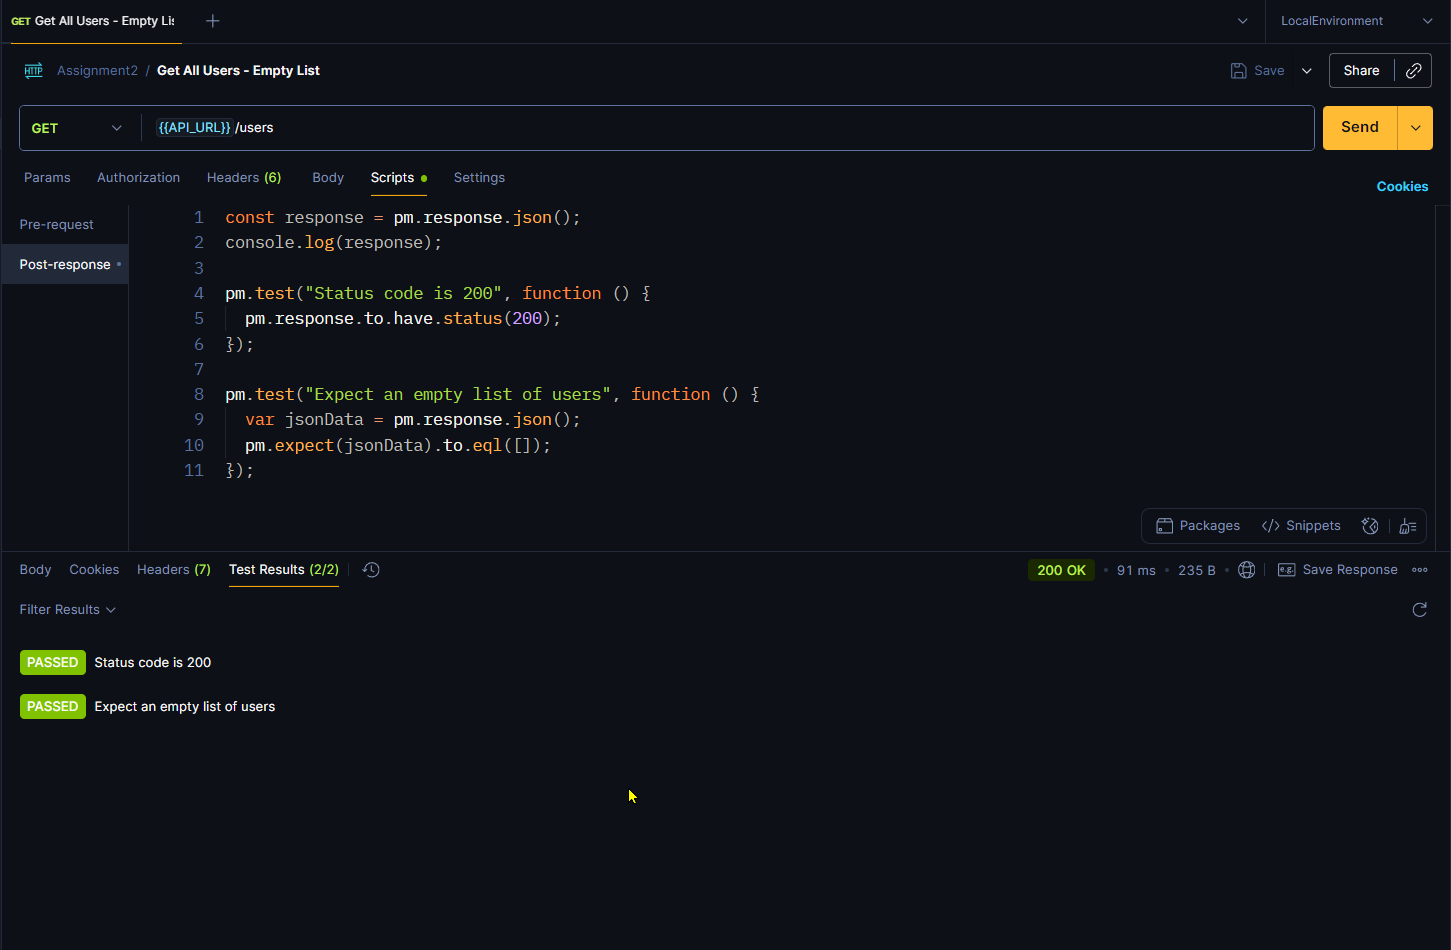 GET Get All Users - Empty Lis
LocalEnvironment
HTTP Assignment2 / Get All Users - Empty List
Save
Share
GET {{API_URL}}/users
Send
Params Authorization Headers (6) Body Scripts Settings
Cookies
Pre-request
Post-response
1 const response = pm.response.json();
2 console.log(response);
3
4 pm.test("Status code is 200", function () {
5 pm.response.to.have.status(200);
6 });
7
8 pm.test("Expect an empty list of users", function () {
9 var jsonData = pm.response.json();
10 pm.expect(jsonData).to.eql([]);
11 });
Packages </> Snippets
Body Cookies Headers (7) Test Results (2/2)
200 OK • 91 ms • 235 B • e.g. Save Response
Filter Results
PASSED Status code is 200
PASSED Expect an empty list of users